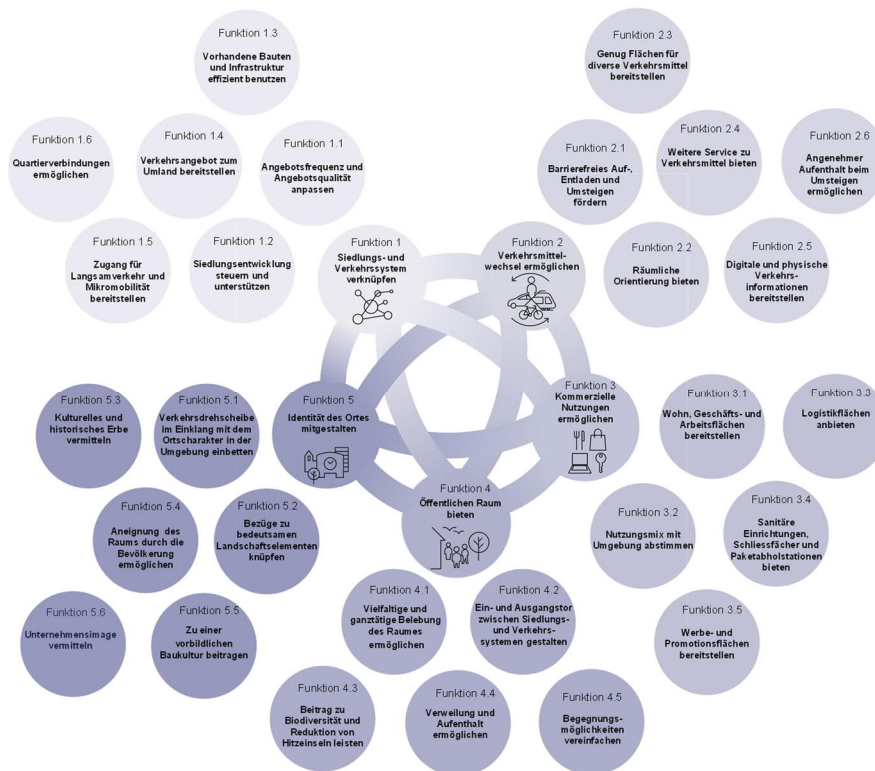 Funktion 1.3
Vorhandene Bauten
und Infrastruktur
effizient benutzen
Funktion 2.3
Genug Flächen für
diverse Verkehrsmittel
bereitstellen
Funktion 1.6
Quartierverbindungen
ermöglichen
Funktion 1.4
Verkehrsangebot zum
Umland bereitstellen
Funktion 1.1
Angebotsfrequenz und
Angebotsqualität
anpassen
Funktion 2.1
Barrierefreies Auf-,
Entladen und
Umsteigen
fördern
Funktion 2.4
Weitere Service zu
Verkehrsmittel bieten
Funktion 2.6
Angenehmer
Aufenthalt beim
Umsteigen
ermöglichen
Funktion 1.5
Zugang für
Langsamverkehr und
Mikromobilität
bereitstellen
Funktion 1.2
Siedlungsentwicklung
steuern und
unterstützen
Funktion 1
Siedlungs- und
Verkehrssystem
verknüpfen
Funktion 2
Verkehrsmittel-
wechsel ermöglichen
Funktion 2.2
Räumliche
Orientierung bieten
Funktion 2.5
Digitale und physische
Verkehrs-
informationen
bereitstellen
Funktion 5.3
Kulturelles und
historisches Erbe
vermitteln
Funktion 5.1
Verkehrsdrehscheibe
im Einklang mit dem
Ortscharakter in der
Umgebung einbetten
Funktion 5
Identität des Ortes
mitgestalten
Funktion 3
Kommerzielle
Nutzungen
ermöglichen
Funktion 3.1
Wohn, Geschäfts- und
Arbeitsflächen
bereitstellen
Funktion 3.3
Logistikflächen
anbieten
Funktion 5.4
Aneignung des
Raums durch die
Bevölkerung
ermöglichen
Funktion 5.2
Bezüge zu
bedeutsamen
Landschaftselementen
knüpfen
Funktion 4
Öffentlichen Raum
bieten
Funktion 3.2
Nutzungsmix mit
Umgebung abstimmen
Funktion 3.4
Sanitäre
Einrichtungen,
Schliessfächer und
Paketabholstationen
bieten
Funktion 5.6
Unternehmensimage
vermitteln
Funktion 5.5
Zu einer
vorbildlichen
Baukultur beitragen
Funktion 4.1
Vielfaltige und
ganztätige Belebung
des Raumes
ermöglichen
Funktion 4.2
Ein- und Ausgangstor
zwischen Siedlungs-
und Verkehrs-
systemen gestalten
Funktion 3.5
Werbe- und
Promotionsflächen
bereitstellen
Funktion 4.3
Beitrag zu
Biodiversität und
Reduktion von
Hitzeinseln leisten
Funktion 4.4
Verweilung und
Aufenthalt
ermöglichen
Funktion 4.5
Begegnungs-
möglichkeiten
vereinfachen